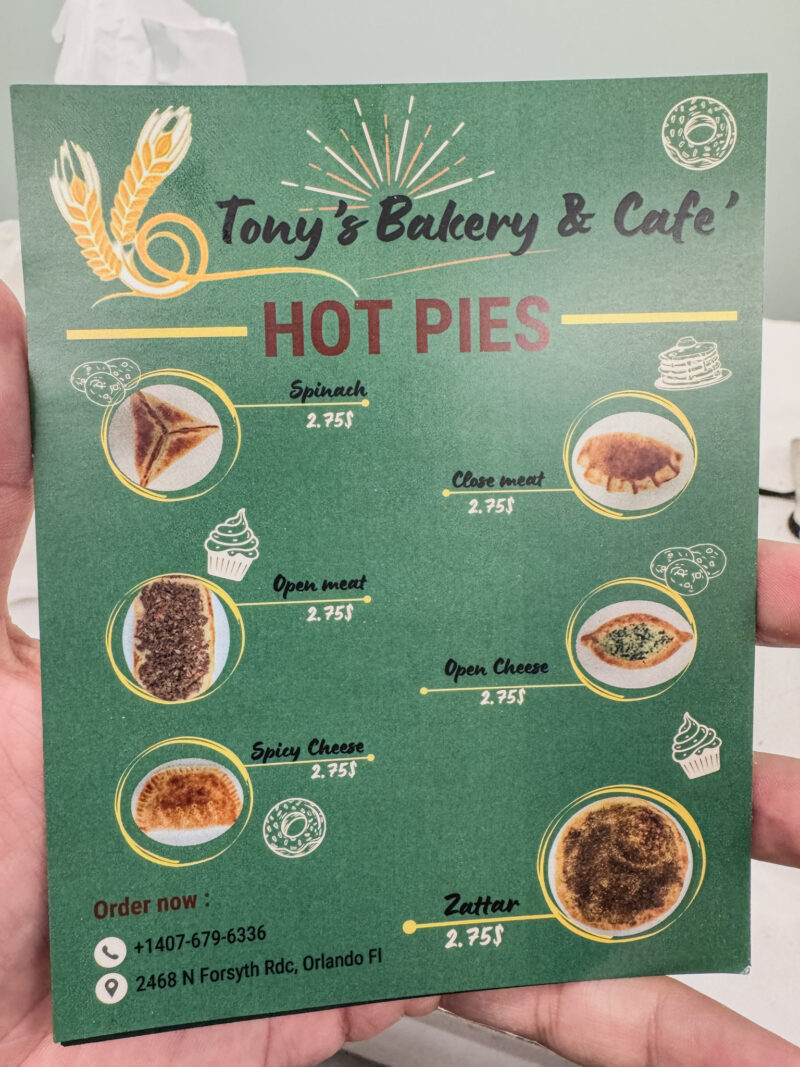 Tony's Bakery & Cafe'
HOT PIES
Spinach
2.75$
Close meat
2.75$
Open meat
2.75$
Open Cheese
2.75$
Spicy Cheese
2.75$
Zattar
2.75$
Order now :
+1407-679-6336
2468 N Forsyth Rdc, Orlando Fl